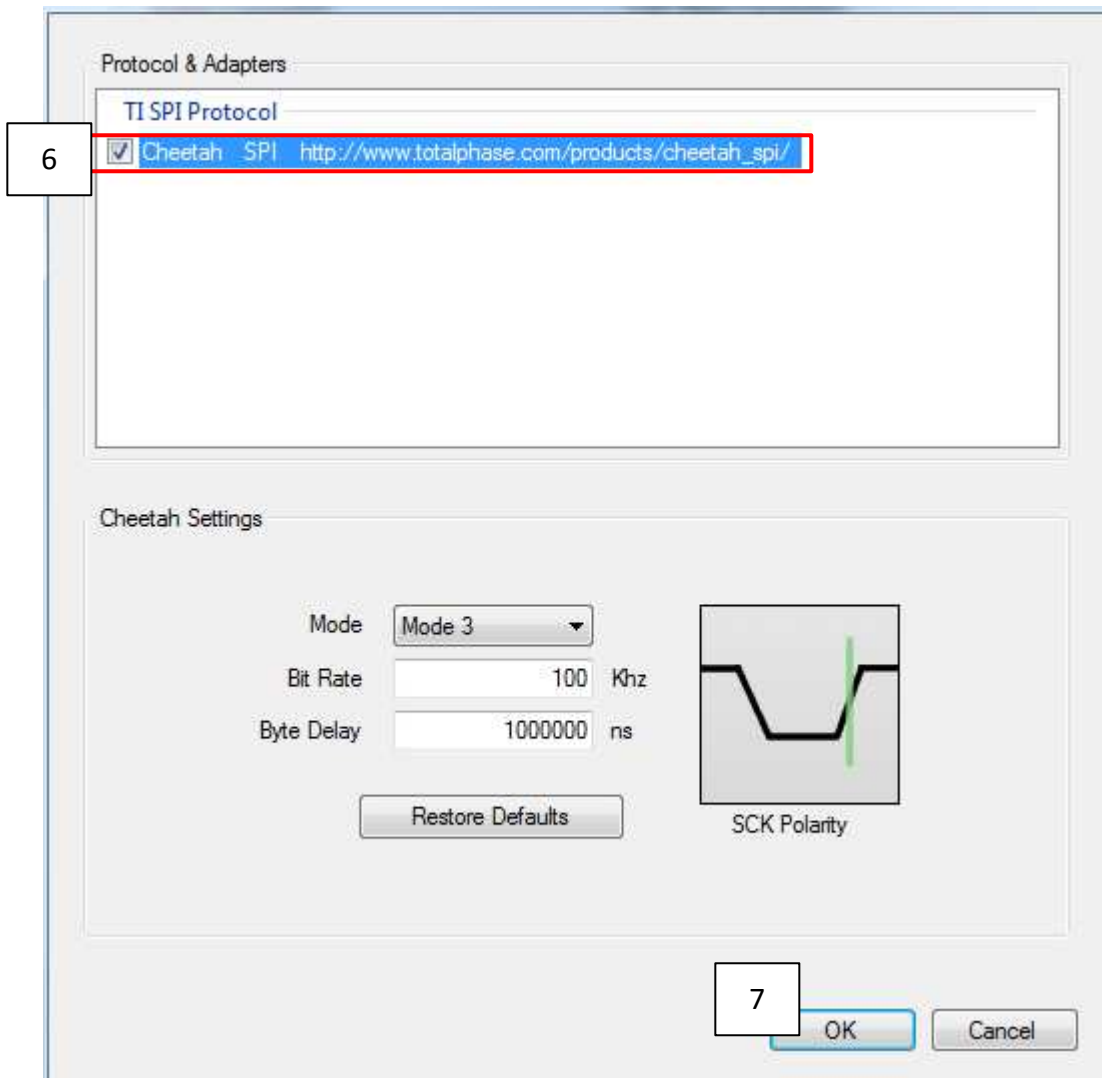 Protocol & Adapters
TI SPI Protocol
6
Cheetah SPI http://www.totalphase.com/products/cheetah_spi/
Cheetah Settings
Mode Mode 3
Bit Rate 100 Khz
Byte Delay 1000000 ns
Restore Defaults
SCK Polarity
7
OK Cancel